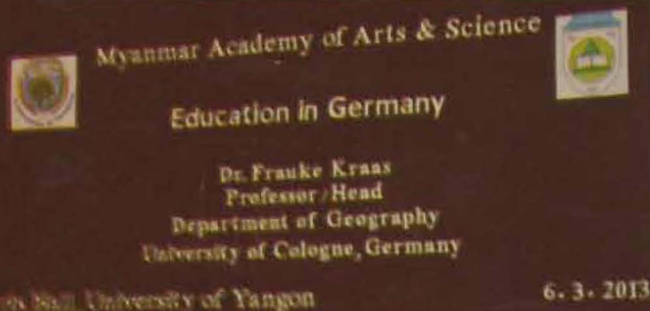 Myanmar Academy of Arts & Science
Education in Germany
Dr. Frauke Kraas
Professor/Head
Department of Geography
University of Cologne, Germany
University of Yangon
6. 3. 2013